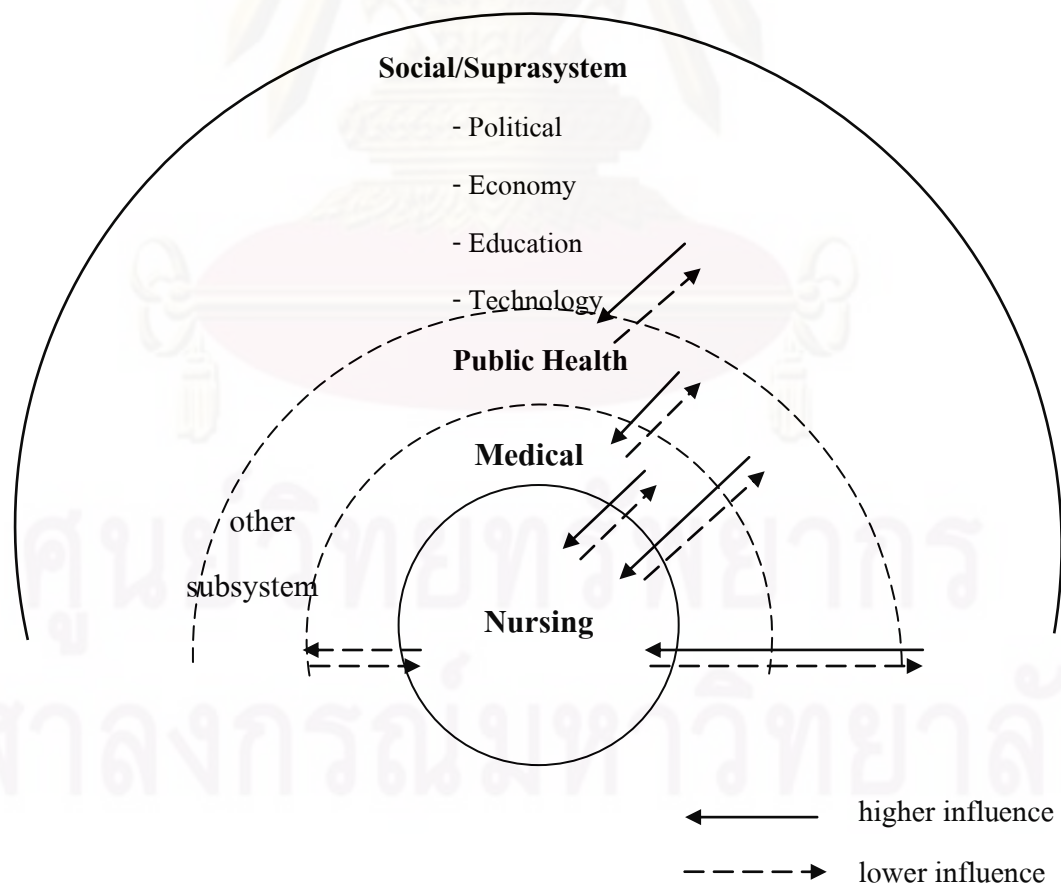 Social/Suprasystem
- Political
- Economy
- Education
- Technology
Public Health
Medical
other
subsystem
Nursing
ศูนย์วิทยทรัพยากร
higher influence
lower influence